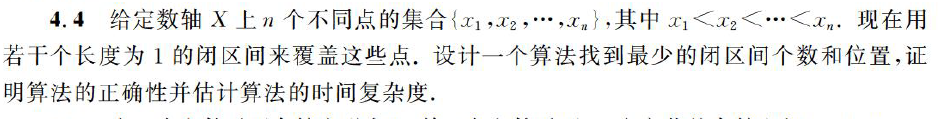 4.4 给定数轴 X 上 n 个不同点的集合{x₁,x₂,⋯,xₙ},其中 x₁<x₂<⋯<xₙ. 现在用
若干个长度为 1 的闭区间来覆盖这些点. 设计一个算法找到最少的闭区间个数和位置,证
明算法的正确性并估计算法的时间复杂度.